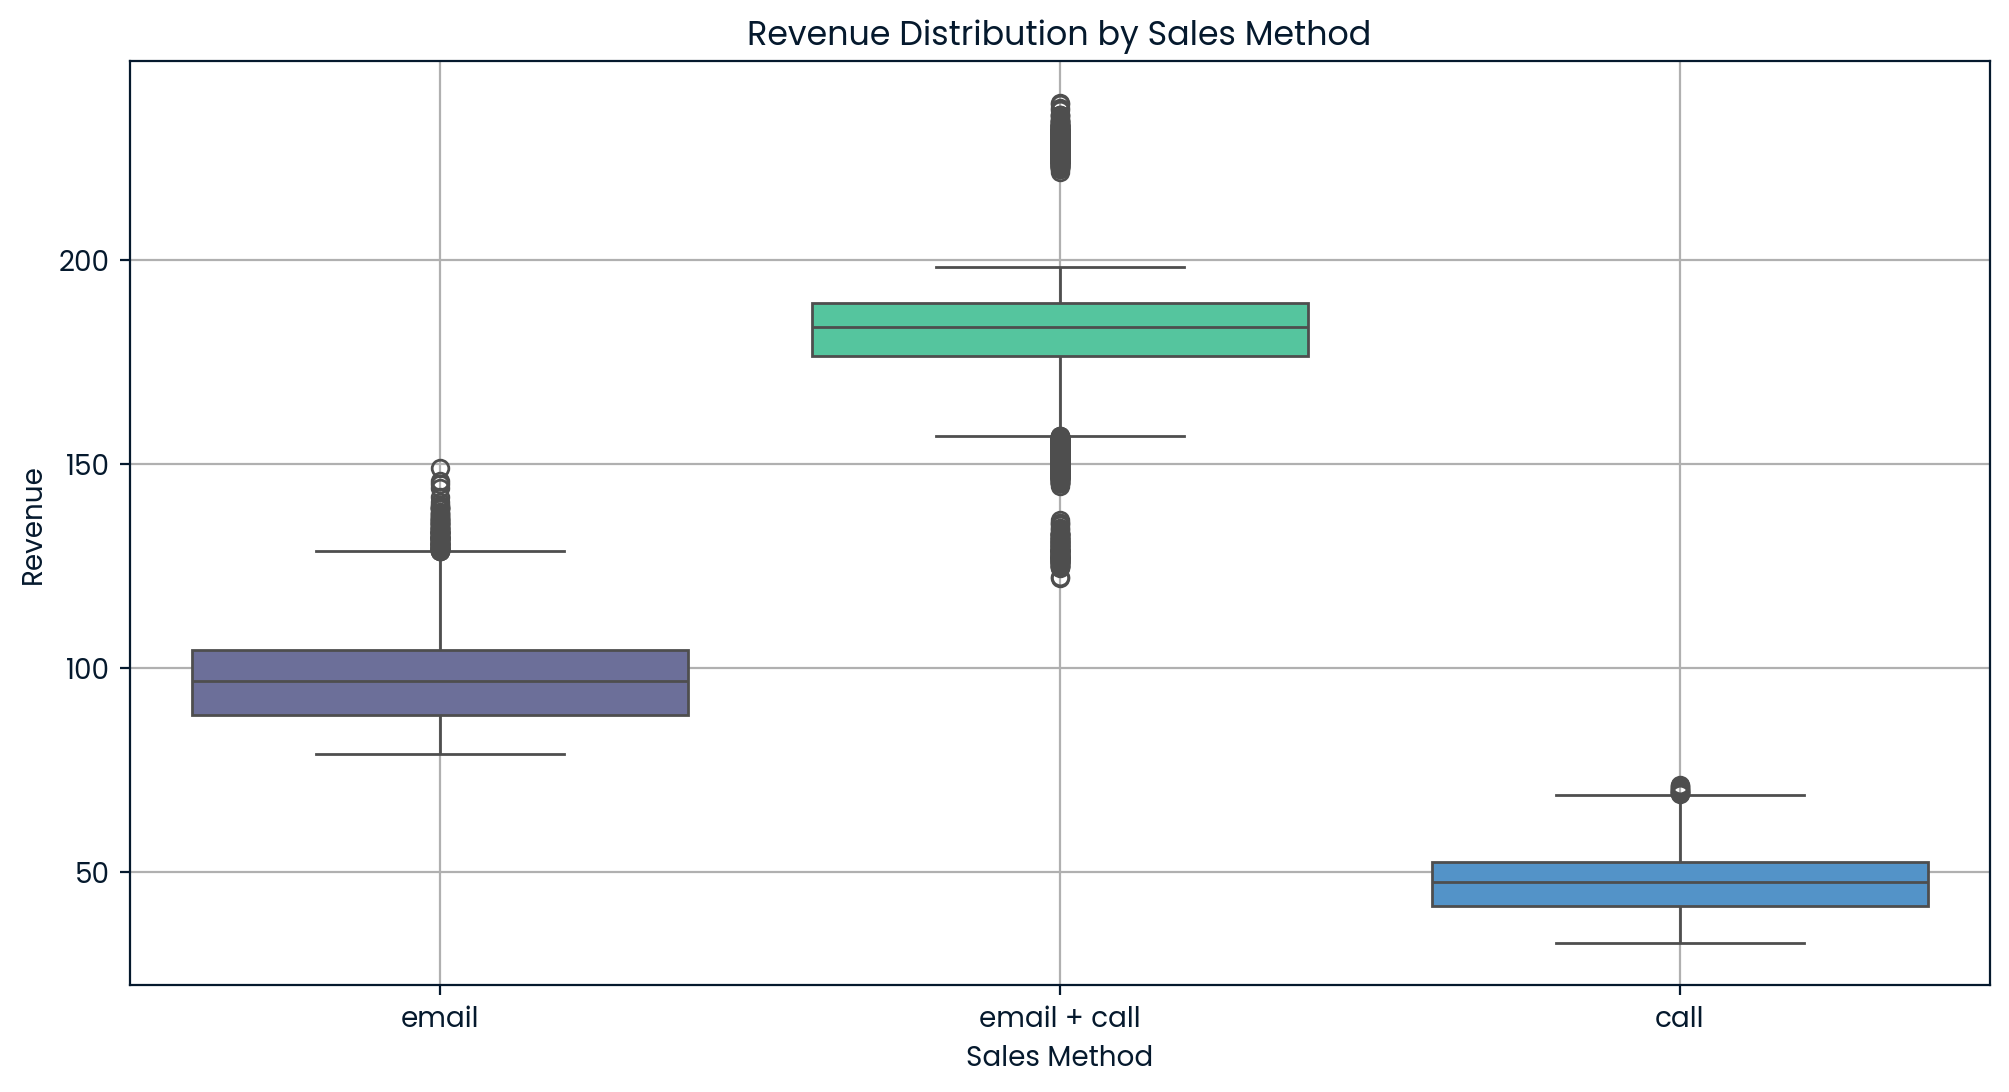 Revenue Distribution by Sales Method
Revenue
200
150
100
50
email
email + call
call
Sales Method